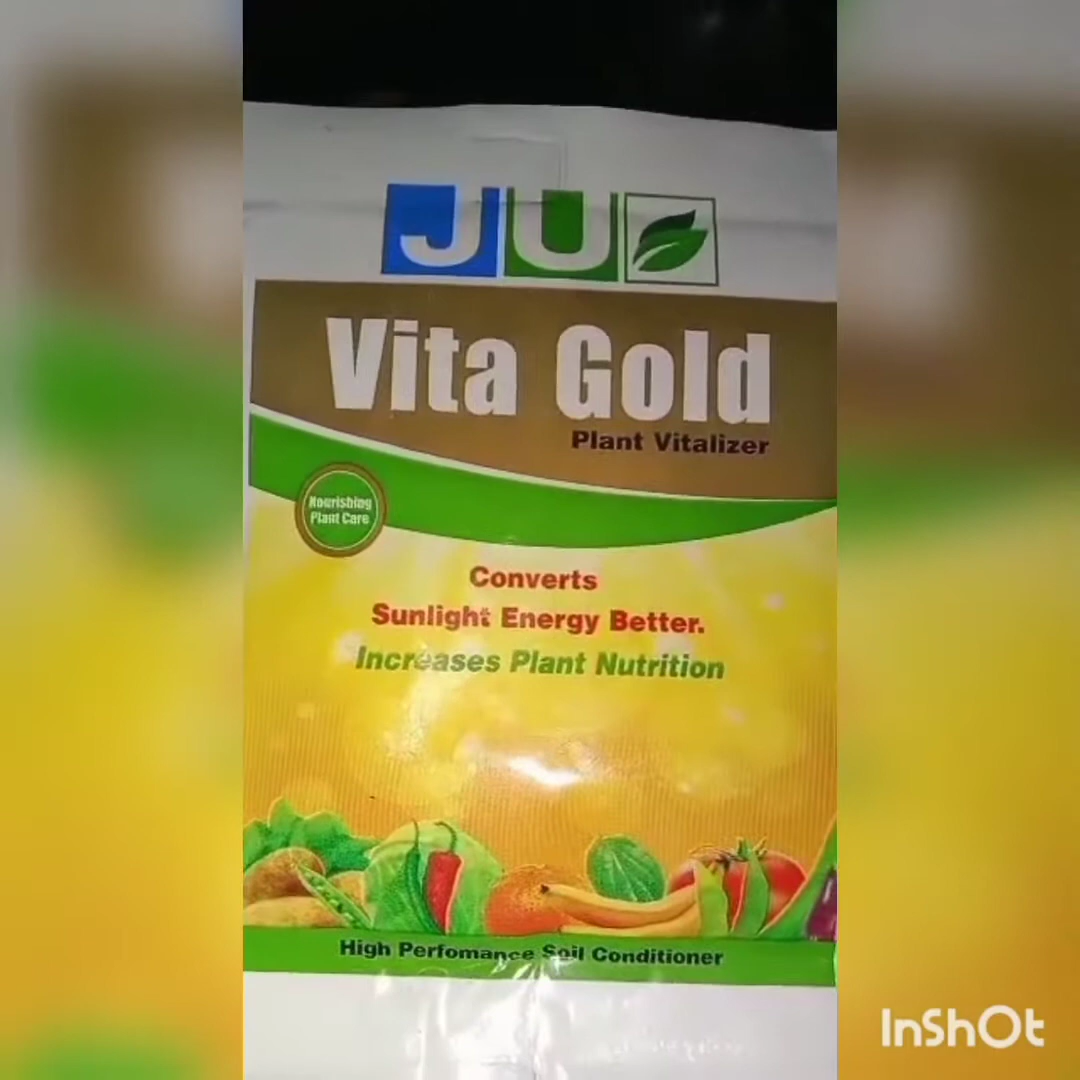 JU
Vita Gold
Plant Vitalizer
Nourishing
Plant Care
Converts
Sunlight Energy Better.
Increases Plant Nutrition
High Perfomance Soil Conditioner
InShOt